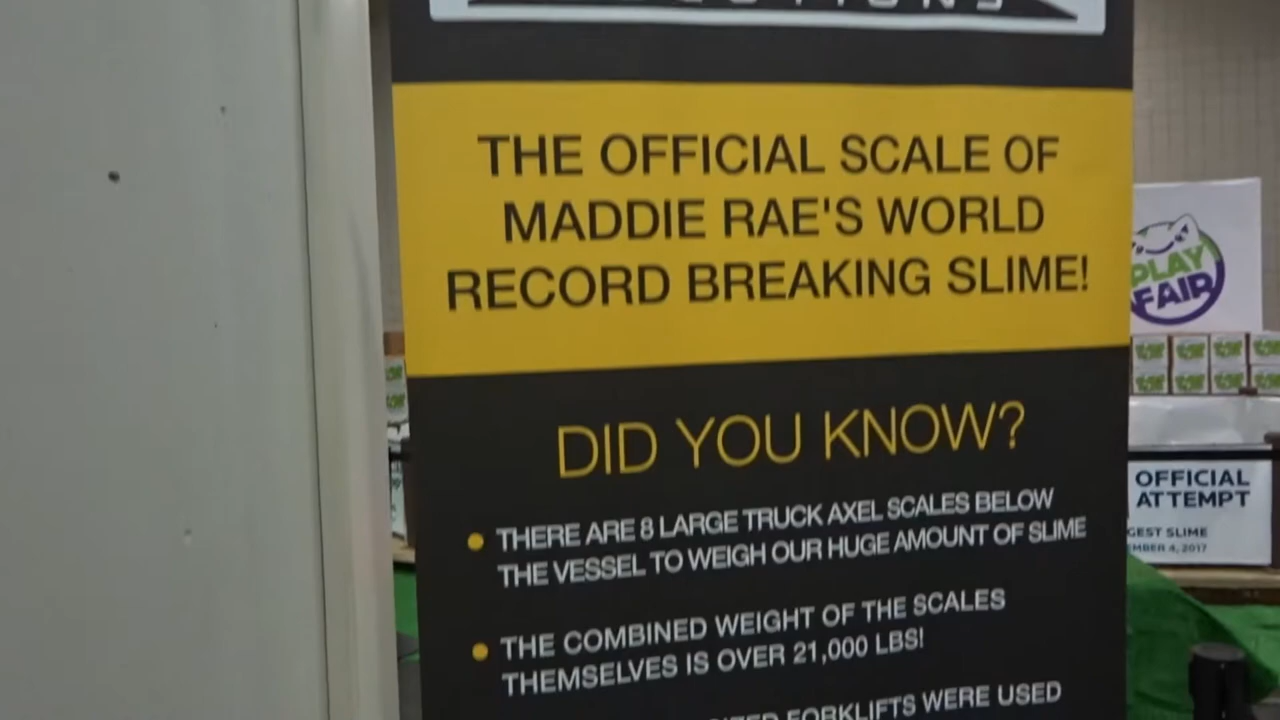 THE OFFICIAL SCALE OF
MADDIE RAE'S WORLD
RECORD BREAKING SLIME!
DID YOU KNOW?
THERE ARE 8 LARGE TRUCK AXEL SCALES BELOW
THE VESSEL TO WEIGH OUR HUGE AMOUNT OF SLIME
THE COMBINED WEIGHT OF THE SCALES
THEMSELVES IS OVER 21,000 LBS!
FORKLIFTS WERE USED
PLAY
FAIR
OFFICIAL
ATTEMPT
SLIME
4, 2017